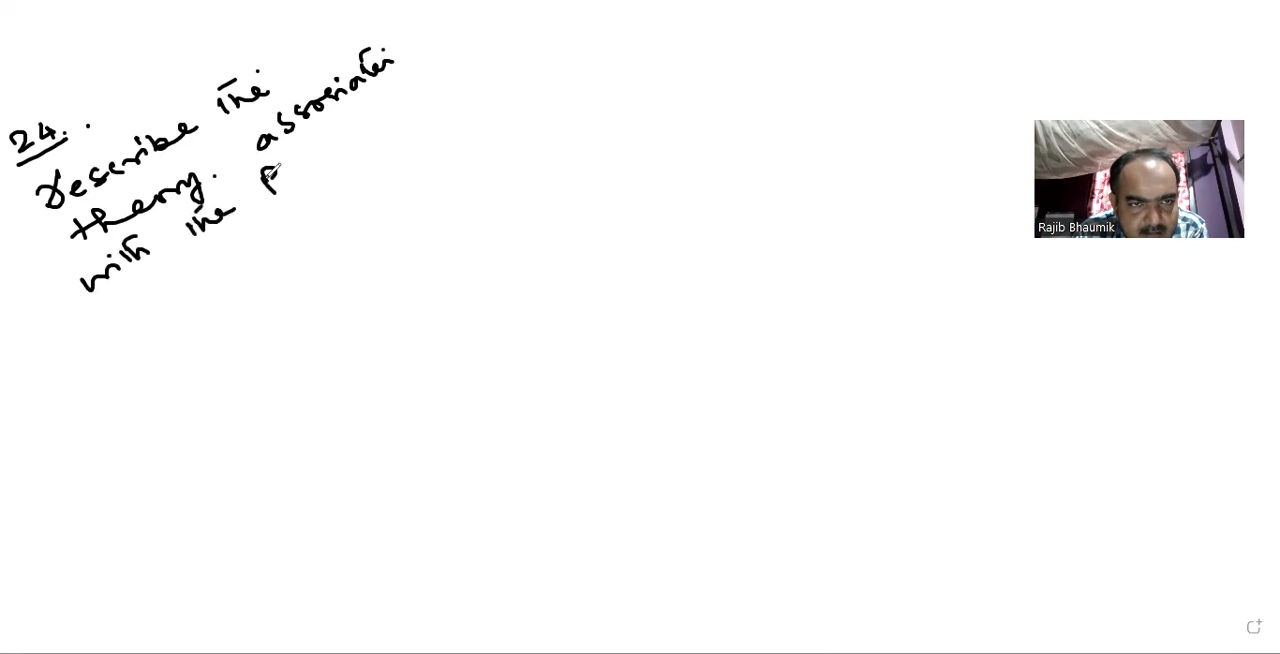 24.
Describe the
theory. associated
with the P
Rajib Bhaumik